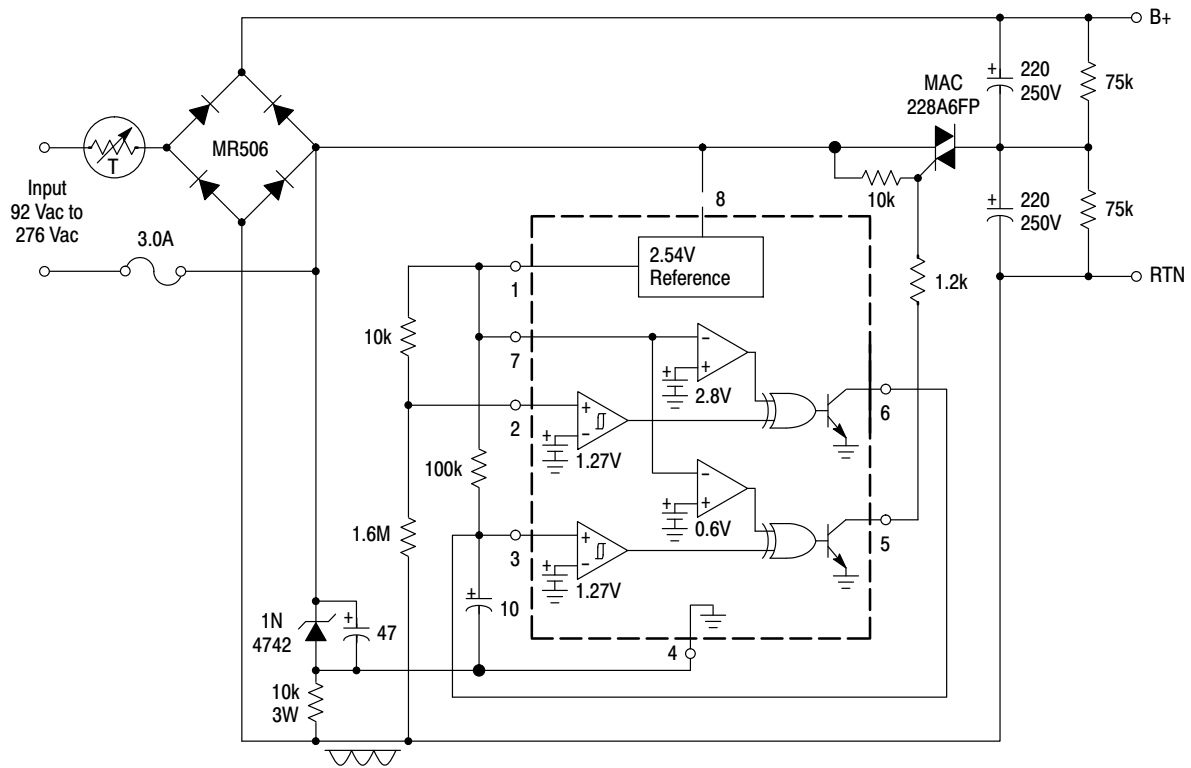 B+
220
250V
75k
MAC
228A6FP
MR506
T
Input
92 Vac to
276 Vac
3.0A
10k
8
220
250V
75k
2.54V
Reference
1
RTN
1.2k
10k
7
+
-
+
2.8V
6
2
+
-
+
1.27V
100k
-
+
+
0.6V
5
1.6M
3
+
-
+
1.27V
1N
4742
+
47
+
10
4
10k
3W